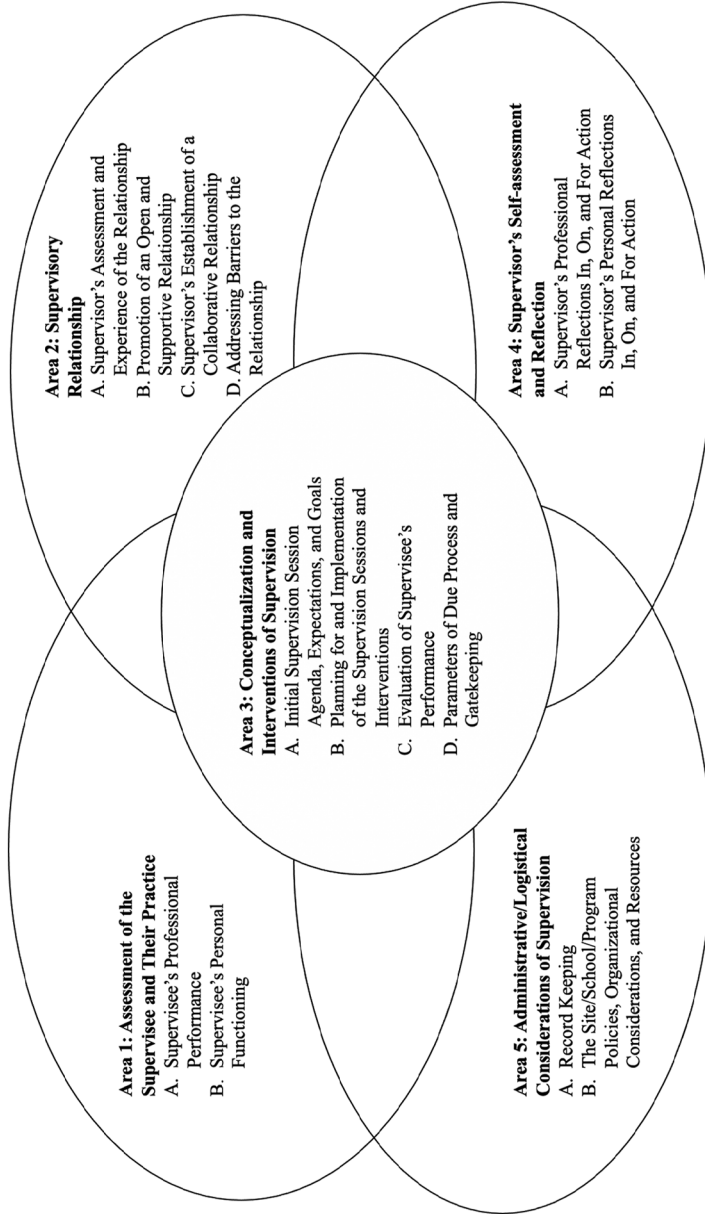 Area 1: Assessment of the
Supervisee and Their Practice
A. Supervisee’s Professional
Performance
B. Supervisee’s Personal
Functioning
Area 2: Supervisory
Relationship
A. Supervisor’s Assessment and
Experience of the Relationship
B. Promotion of an Open and
Supportive Relationship
C. Supervisor’s Establishment of a
Collaborative Relationship
D. Addressing Barriers to the
Relationship
Area 3: Conceptualization and
Interventions of Supervision
A. Initial Supervision Session
Agenda, Expectations, and Goals
B. Planning for and Implementation
of the Supervision Sessions and
Interventions
C. Evaluation of Supervisee’s
Performance
D. Parameters of Due Process and
Gatekeeping
Area 4: Supervisor’s Self-assessment
and Reflection
A. Supervisor’s Professional
Reflections In, On, and For Action
B. Supervisor’s Personal Reflections
In, On, and For Action
Area 5: Administrative/Logistical
Considerations of Supervision
A. Record Keeping
B. The Site/School/Program
Policies, Organizational
Considerations, and Resources